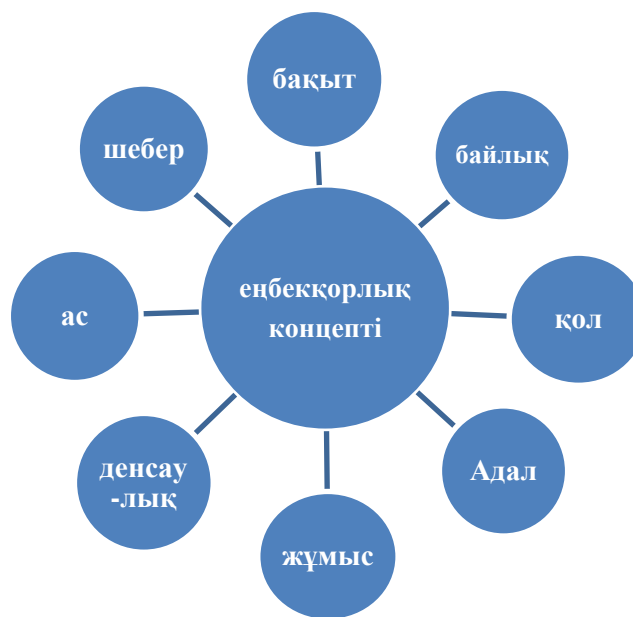 бақыт
шебер
байлық
еңбекқорлық
концепті
ас
қол
денсау
-лық
Адал
жұмыс